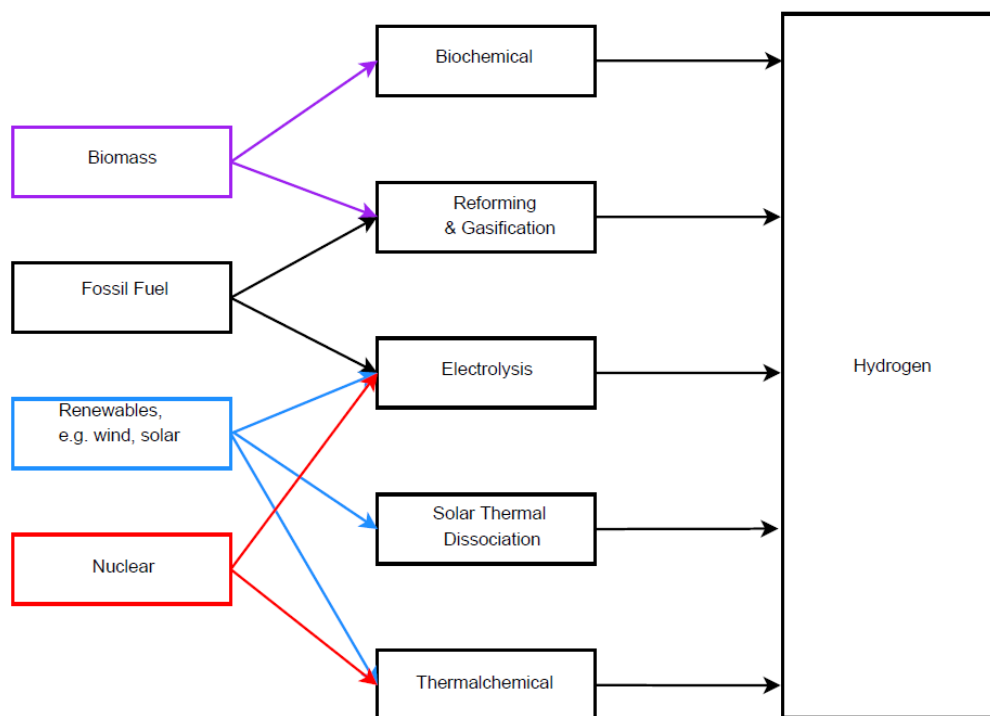 Biochemical
Biomass
Reforming
& Gasification
Fossil Fuel
Electrolysis
Hydrogen
Renewables,
e.g. wind, solar
Solar Thermal
Dissociation
Nuclear
Thermalchemical